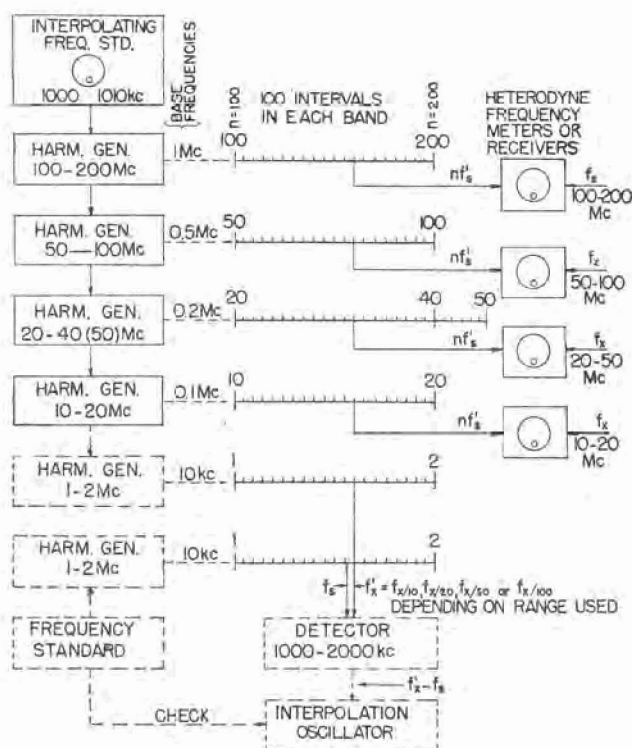 INTERPOLATING
FREQ. STD.
1000 1010kc
BASE
FREQUENCIES
n=100
100 INTERVALS
IN EACH BAND
n=200
HETERODYNE
FREQUENCY
METERS OR
RECEIVERS
HARM. GEN.
100-200Mc
1Mc
100
200
nf's
fx
100-200
Mc
HARM. GEN.
50—100Mc
0.5Mc
50
100
nf's
fx
50-100
Mc
HARM. GEN.
20-40(50)Mc
0.2Mc
20
40
50
nf's
fx
20-50
Mc
HARM. GEN.
10-20Mc
0.1Mc
10
20
nf's
fx
10-20
Mc
HARM. GEN.
1-2Mc
10kc
1
2
HARM. GEN.
1-2Mc
10kc
1
2
fs
f'x = fx/10, fx/20, fx/50 or fx/100
DEPENDING ON RANGE USED
FREQUENCY
STANDARD
DETECTOR
1000-2000kc
f'x-fs
CHECK
INTERPOLATION
OSCILLATOR